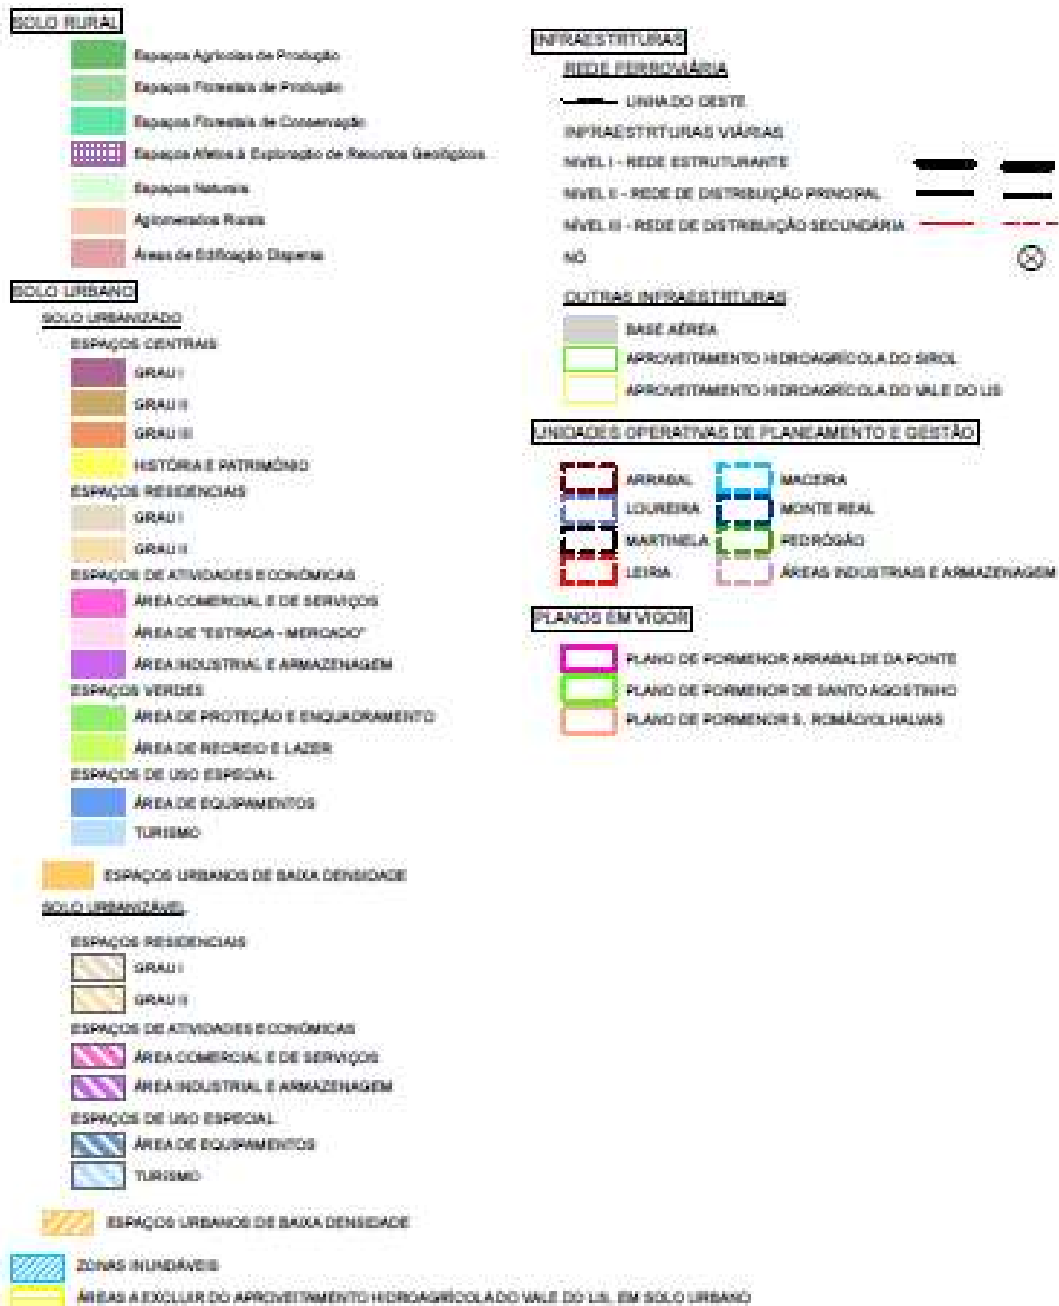 SOLO RURAL
Espaços Agrícolas de Produção
Espaços Florestais de Produção
Espaços Florestais de Conservação
Espaços Afetos à Exploração de Recursos Geológicos
Espaços Naturais
Aglomerados Rurais
Áreas de Edificação Dispersa
SOLO URBANO
SOLO URBANIZADO
ESPAÇOS CENTRAIS
GRAU I
GRAU II
GRAU III
HISTÓRIA E PATRIMÓNIO
ESPAÇOS RESIDENCIAIS
GRAU I
GRAU II
ESPAÇOS DE ATIVIDADES ECONÓMICAS
ÁREA COMERCIAL E DE SERVIÇOS
ÁREA DE "ESTRADA - MERCADO"
ÁREA INDUSTRIAL E ARMAZENAGEM
ESPAÇOS VERDES
ÁREA DE PROTEÇÃO E ENQUADRAMENTO
ÁREA DE RECREIO E LAZER
ESPAÇOS DE USO ESPECIAL
ÁREA DE EQUIPAMENTOS
TURISMO
ESPAÇOS URBANOS DE BAIXA DENSIDADE
SOLO URBANIZÁVEL
ESPAÇOS RESIDENCIAIS
GRAU I
GRAU II
ESPAÇOS DE ATIVIDADES ECONÓMICAS
ÁREA COMERCIAL E DE SERVIÇOS
ÁREA INDUSTRIAL E ARMAZENAGEM
ESPAÇOS DE USO ESPECIAL
ÁREA DE EQUIPAMENTOS
TURISMO
ESPAÇOS URBANOS DE BAIXA DENSIDADE
ZONAS INUNDÁVEIS
ÁREAS A EXCLUIR DO APROVEITAMENTO HIDROAGRÍCOLA DO VALE DO LIS, EM SOLO URBANO
INFRAESTRTURAS
REDE FERROVIÁRIA
LINHA DO OESTE
INFRAESTRTURAS VIÁRIAS
NIVEL I - REDE ESTRUTURANTE
NIVEL II - REDE DE DISTRIBUIÇÃO PRINCIPAL
NÍVEL III - REDE DE DISTRIBUIÇÃO SECUNDÁRIA
NÓ
OUTRAS INFRAESTRTURAS
BASE AÉREA
APROVEITAMENTO HIDROAGRÍCOLA DO SIROL
APROVEITAMENTO HIDROAGRÍCOLA DO VALE DO LIS
UNIDADES OPERATIVAS DE PLANEAMENTO E GESTÃO
ARRABAL
MACEIRA
LOUREIRA
MONTE REAL
MARTINELA
PEDRÓGÃO
LEIRIA
ÁREAS INDUSTRIAIS E ARMAZENAGEM
PLANOS EM VIGOR
PLANO DE PORMENOR ARRABALDE DA PONTE
PLANO DE PORMENOR DE SANTO AGOSTINHO
PLANO DE PORMENOR S. ROMÃO/OLHALVAS